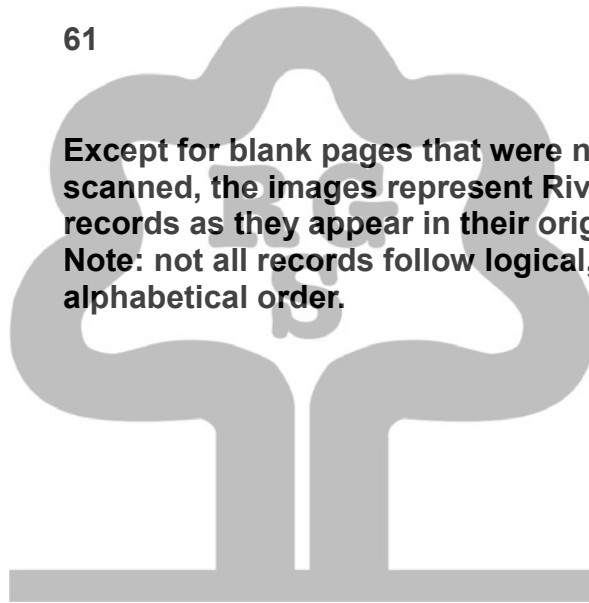 61
Except for blank pages that were n
scanned, the images represent Riv
records as they appear in their orig
Note: not all records follow logical,
alphabetical order.
RG
S